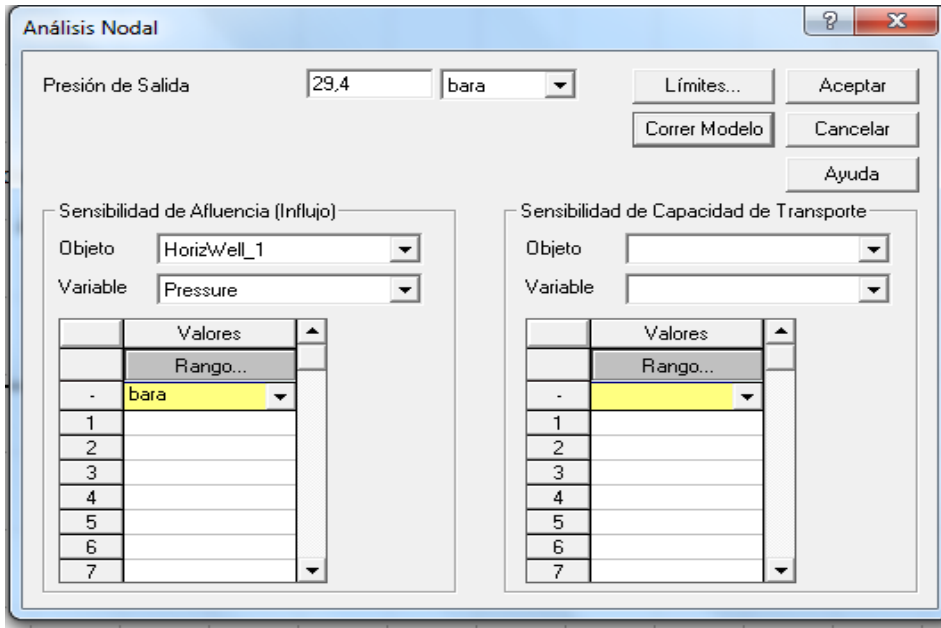 Análisis Nodal
Presión de Salida 29,4 bara Límites... Aceptar
Correr Modelo Cancelar
Ayuda
Sensibilidad de Afluencia (Influjo)
Objeto HorizWell_1
Variable Pressure
Valores
Rango...
- bara
1
2
3
4
5
6
7
Sensibilidad de Capacidad de Transporte
Objeto
Variable
Valores
Rango...
-
1
2
3
4
5
6
7